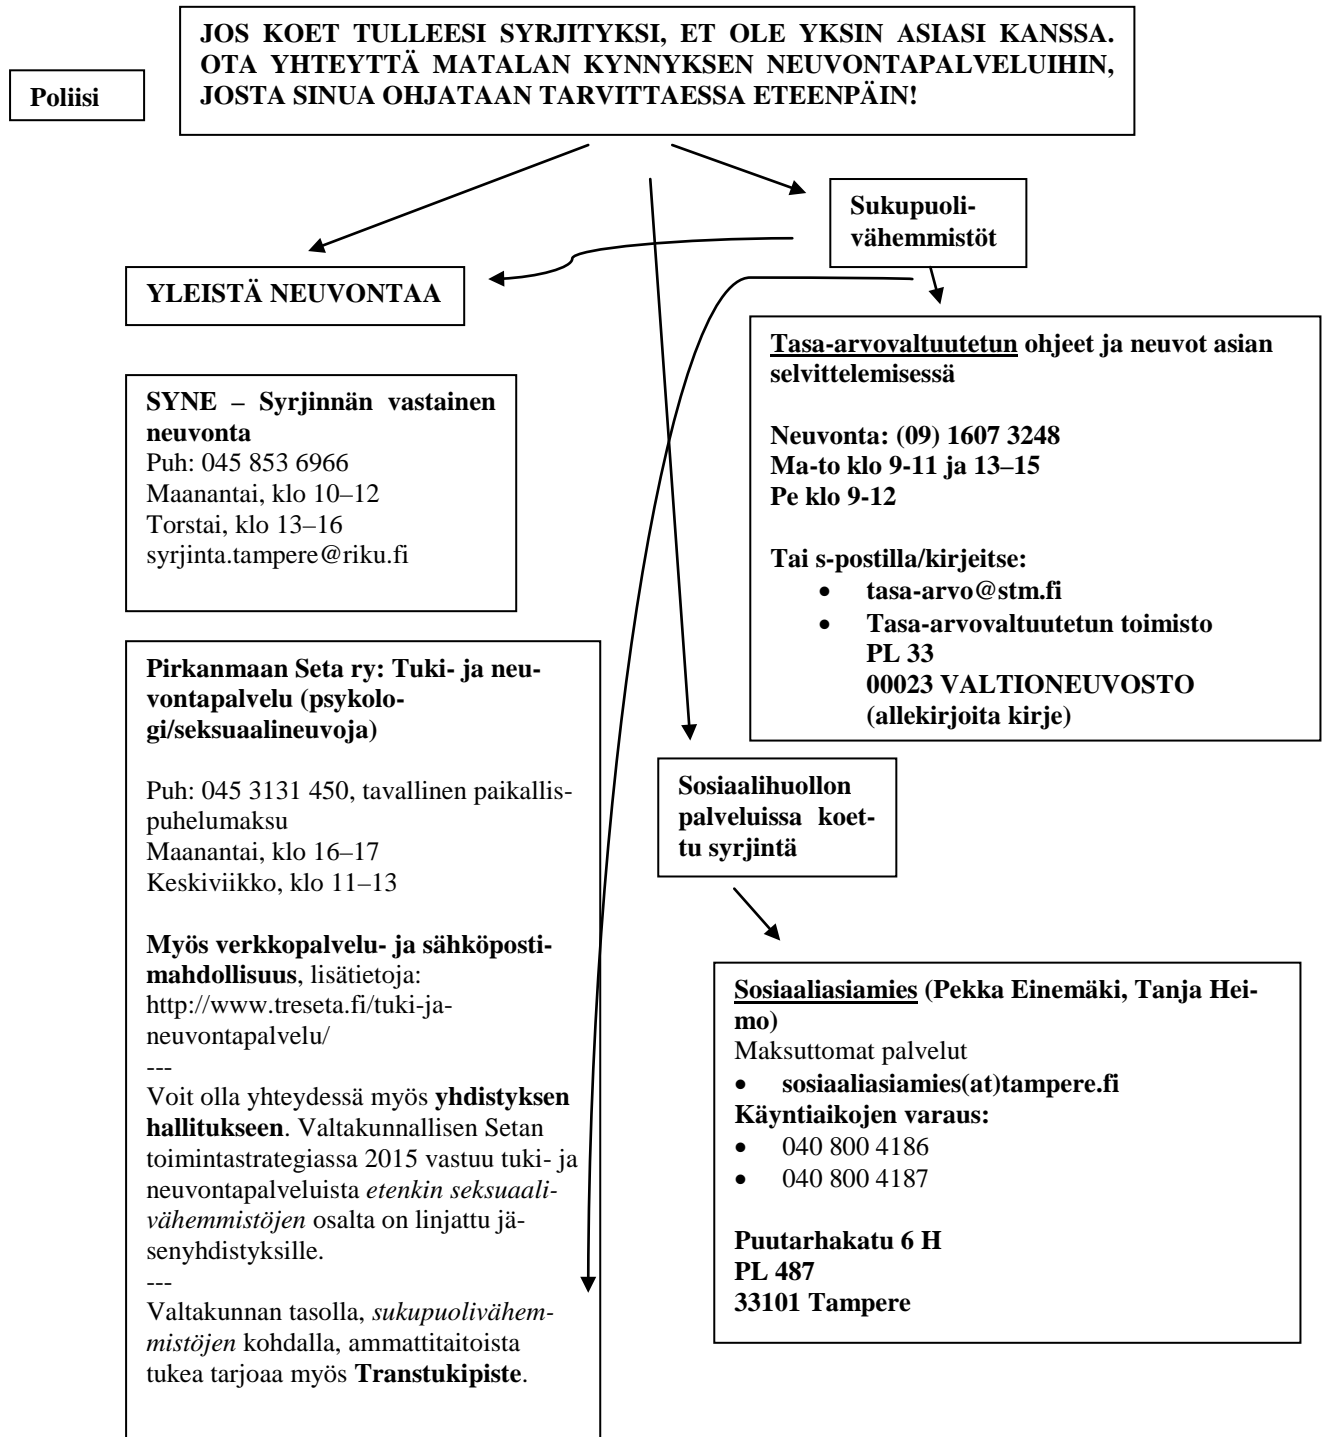 JOS KOET TULLEESI SYRJITYKSI, ET OLE YKSIN ASIASI KANSSA.
OTA YHTEYTTÄ MATALAN KYNNYKSEN NEUVONTAPALVELUIHIN,
JOSTA SINUA OHJATAAN TARVITTAESSA ETEENPÄIN!
Poliisi
Sukupuoli-
vähemmistöt
YLEISTÄ NEUVONTAA
Tasa-arvovaltuutetun ohjeet ja neuvot asian
selvittelemisessä
Neuvonta: (09) 1607 3248
Ma-to klo 9-11 ja 13–15
Pe klo 9-12
Tai s-postilla/kirjeitse:
• tasa-arvo@stm.fi
• Tasa-arvovaltuutetun toimisto
PL 33
00023 VALTIONEUVOSTO
(allekirjoita kirje)
SYNE – Syrjinnän vastainen
neuvonta
Puh: 045 853 6966
Maanantai, klo 10–12
Torstai, klo 13–16
syrjinta.tampere@riku.fi
Pirkanmaan Seta ry: Tuki- ja neu-
vontapalvelu (psykolo-
gi/seksuaalineuvoja)
Puh: 045 3131 450, tavallinen paikallis-
puhelumaksu
Maanantai, klo 16–17
Keskiviikko, klo 11–13
Myös verkkopalvelu- ja sähköposti-
mahdollisuus, lisätietoja:
http://www.treseta.fi/tuki-ja-
neuvontapalvelu/
---
Voit olla yhteydessä myös yhdistyksen
hallitukseen. Valtakunnallisen Setan
toimintastrategiassa 2015 vastuu tuki- ja
neuvontapalveluista etenkin seksuaali-
vähemmistöjen osalta on linjattu jä-
senyhdistyksille.
---
Valtakunnan tasolla, sukupuolivähem-
mistöjen kohdalla, ammattitaitoista
tukea tarjoaa myös Transtukipiste.
Sosiaalihuollon
palveluissa koet-
tu syrjintä
Sosiaaliasiamies (Pekka Einemäki, Tanja Hei-
mo)
Maksuttomat palvelut
• sosiaaliasiamies(at)tampere.fi
Käyntiaikojen varaus:
• 040 800 4186
• 040 800 4187
Puutarhakatu 6 H
PL 487
33101 Tampere